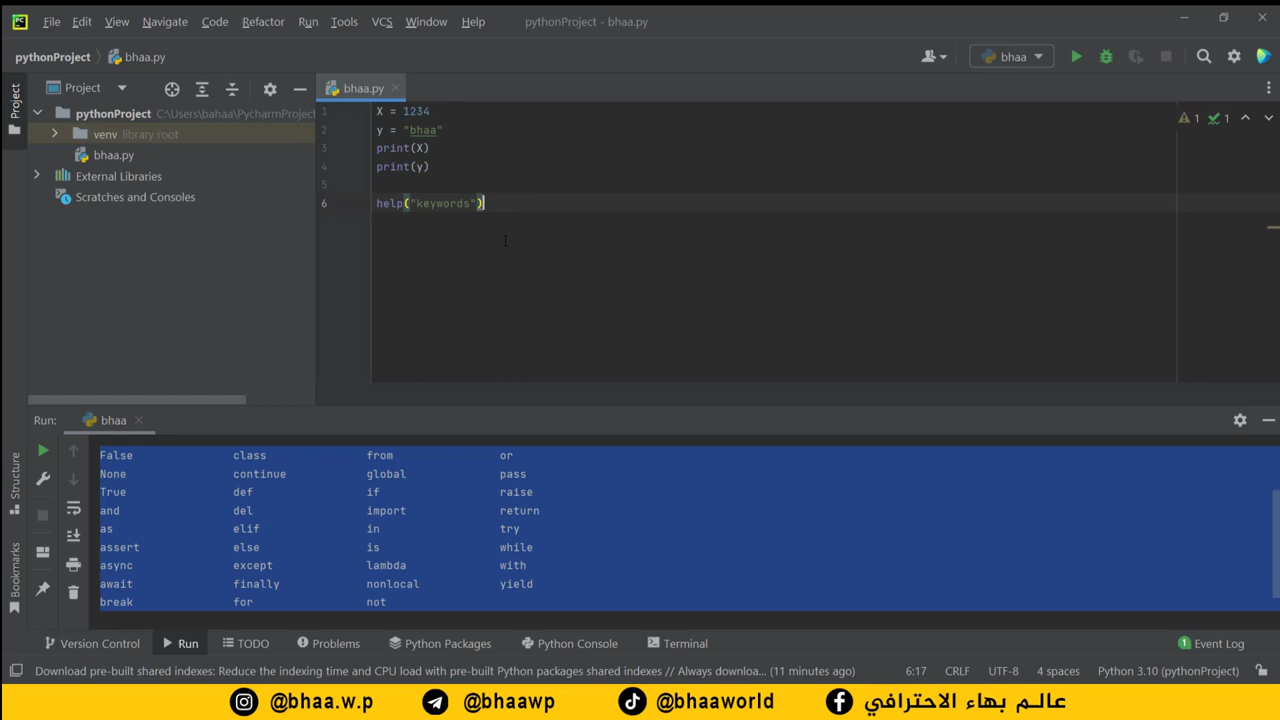 File Edit View Navigate Code Refactor Run Tools VCS Window Help pythonProject - bhaa.py
pythonProject bhaa.py bhaa
Project
Project bhaa.py
pythonProject C:\Users\bahaa\PycharmProject
venv library root
bhaa.py
External Libraries
Scratches and Consoles
1 X = 1234
2 y = "bhaa"
3 print(X)
4 print(y)
5
6 help("keywords")
1 1
Run: bhaa
False class from or
None continue global pass
True def if raise
and del import return
as elif in try
assert else is while
async except lambda with
await finally nonlocal yield
break for not
Structure
Bookmarks
Version Control Run TODO Problems Python Packages Python Console Terminal 1 Event Log
Download pre-built shared indexes: Reduce the indexing time and CPU load with pre-built Python packages shared indexes // Always downloa... (11 minutes ago) 6:17 CRLF UTF-8 4 spaces Python 3.10 (pythonProject)
@bhaa.w.p @bhaawp @bhaaworld عالم بهاء الاحترافي